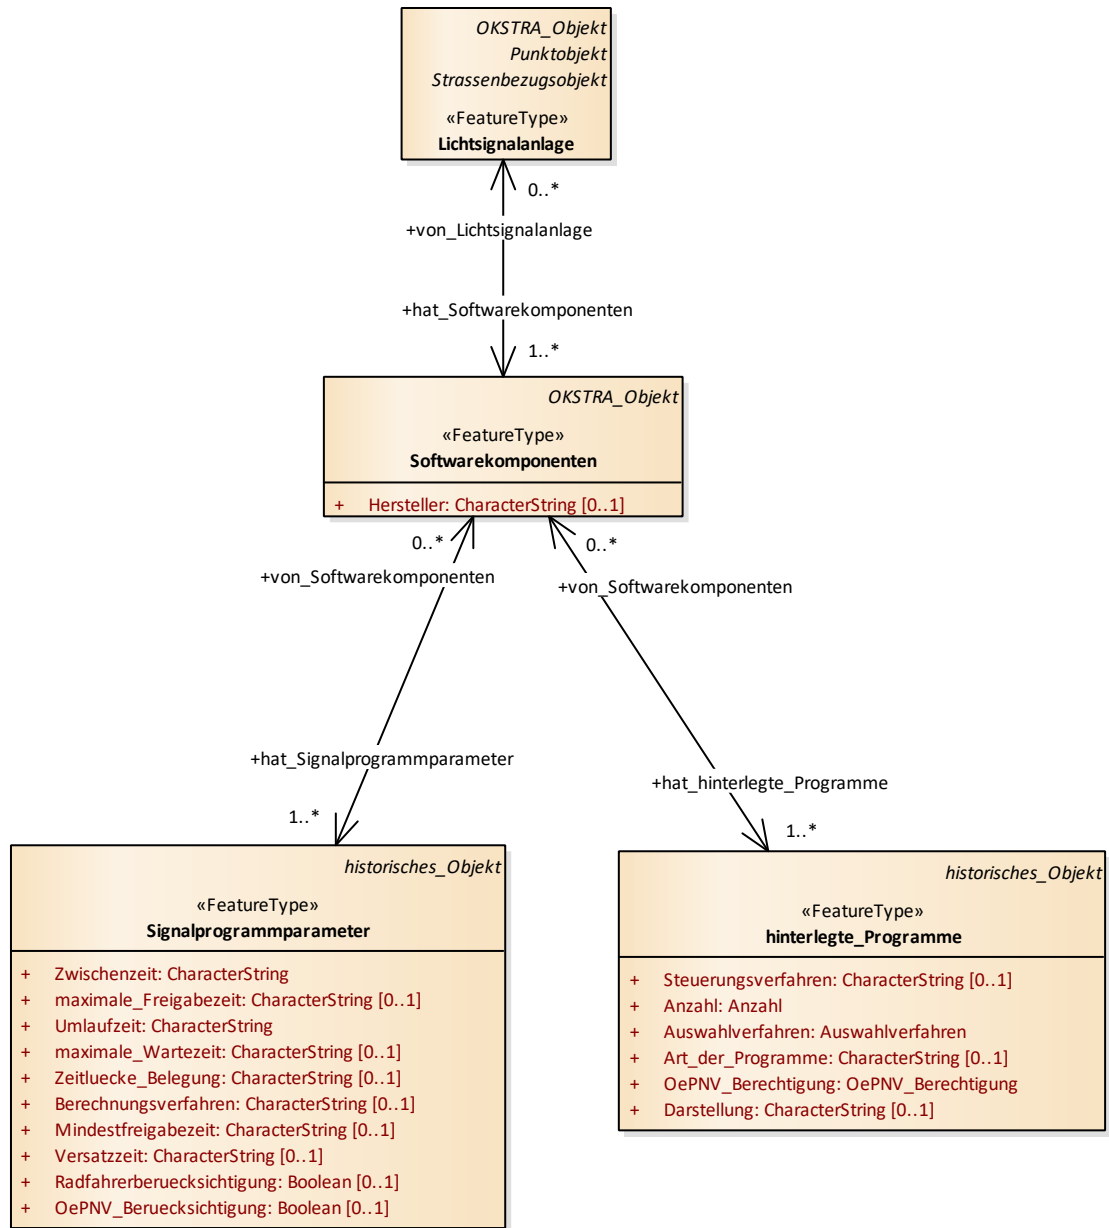 OKSTRA_Objekt
Punktobjekt
Strassenbezugsobjekt
«FeatureType»
Lichtsignalanlage
0..*
+von_Lichtsignalanlage
+hat_Softwarekomponenten
1..*
OKSTRA_Objekt
«FeatureType»
Softwarekomponenten
+ Hersteller: CharacterString [0..1]
0..*
+von_Softwarekomponenten
0..*
+von_Softwarekomponenten
+hat_Signalprogrammparameter
1..*
+hat_hinterlegte_Programme
1..*
historisches_Objekt
«FeatureType»
Signalprogrammparameter
+ Zwischenzeit: CharacterString
+ maximale_Freigabezeit: CharacterString [0..1]
+ Umlaufzeit: CharacterString
+ maximale_Wartezeit: CharacterString [0..1]
+ Zeitluecke_Belegung: CharacterString [0..1]
+ Berechnungsverfahren: CharacterString [0..1]
+ Mindestfreigabezeit: CharacterString [0..1]
+ Versatzzeit: CharacterString [0..1]
+ Radfahrerberuecksichtigung: Boolean [0..1]
+ OePNV_Beruecksichtigung: Boolean [0..1]
historisches_Objekt
«FeatureType»
hinterlegte_Programme
+ Steuerungsverfahren: CharacterString [0..1]
+ Anzahl: Anzahl
+ Auswahlverfahren: Auswahlverfahren
+ Art_der_Programme: CharacterString [0..1]
+ OePNV_Berechtigung: OePNV_Berechtigung
+ Darstellung: CharacterString [0..1]